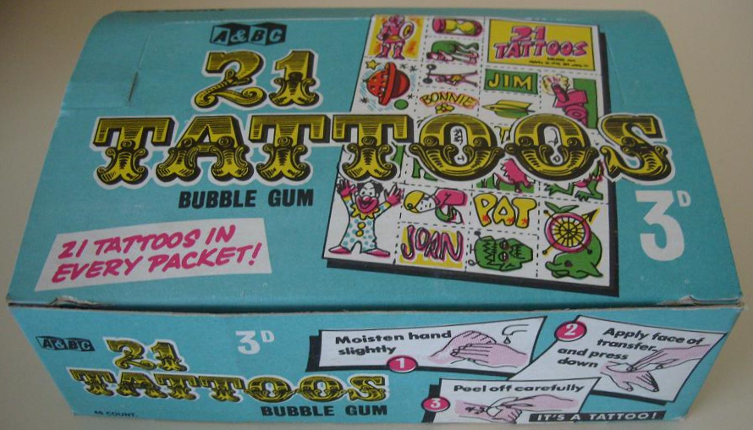 A&BC
21
TATTOOS
BUBBLE GUM
21 TATTOOS IN
EVERY PACKET!
3D
21
TATTOOS
JIM
BONNIE
PAT
JOAN
A&BC
21
TATTOOS
BUBBLE GUM
3D
48 COUNT.
Moisten hand
slightly
1
2
Apply face of
transfer
and press
down
Peel off carefully
3
IT'S A TATTOO!